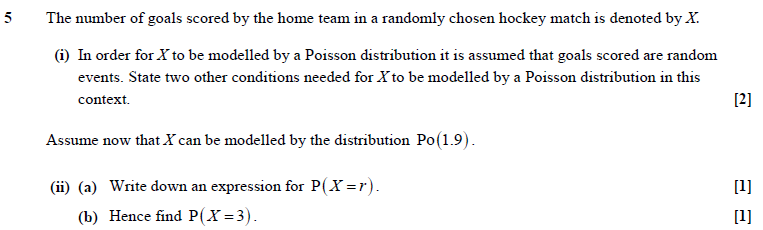 5 The number of goals scored by the home team in a randomly chosen hockey match is denoted by X.
(i) In order for X to be modelled by a Poisson distribution it is assumed that goals scored are random
events. State two other conditions needed for X to be modelled by a Poisson distribution in this
context. [2]
Assume now that X can be modelled by the distribution Po(1.9).
(ii) (a) Write down an expression for P(X = r). [1]
(b) Hence find P(X = 3). [1]